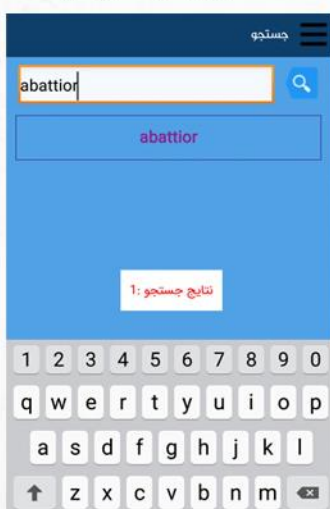 جستجو
abattior
abattior
نتایج جستجو :1
1 2 3 4 5 6 7 8 9 0
q w e r t y u i o p
a s d f g h j k l
z x c v b n m